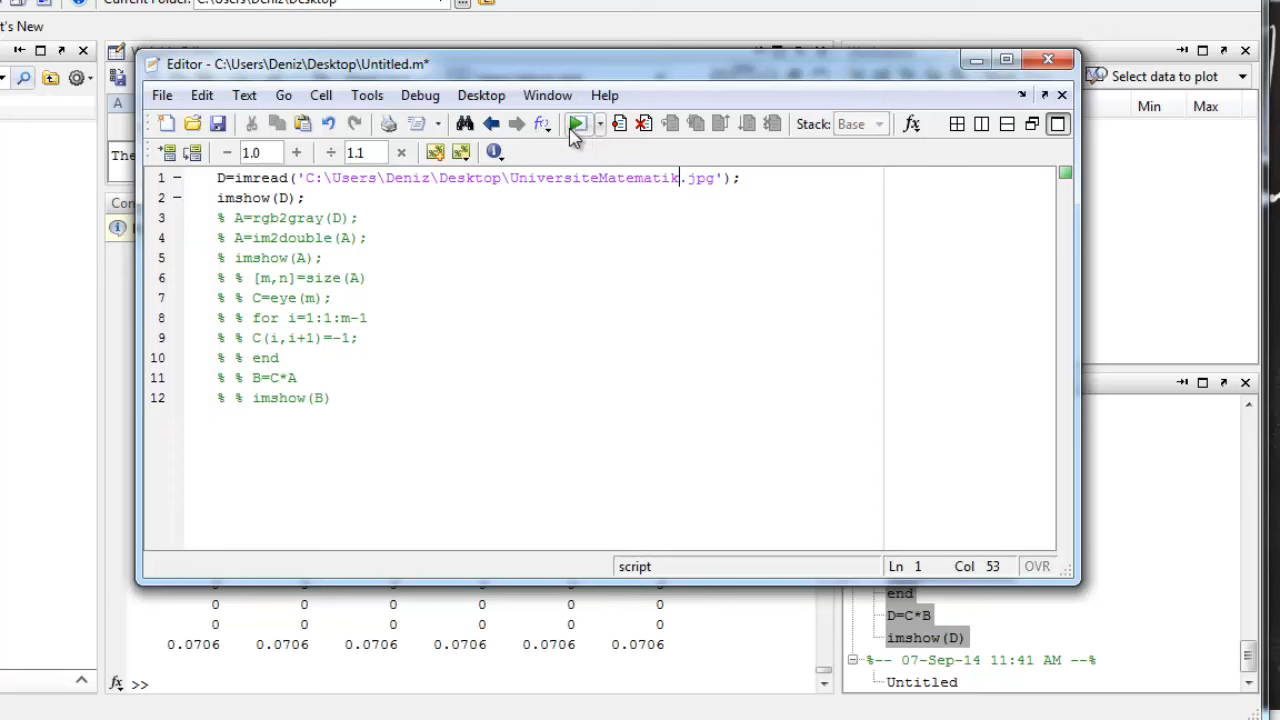 Current Folder: C:\Users\Deniz\Desktop
t's New
Editor - C:\Users\Deniz\Desktop\Untitled.m*
Select data to plot
File Edit Text Go Cell Tools Debug Desktop Window Help
A
Min Max
Stack: Base
fx
The
1.0
1.1
1 D=imread('C:\Users\Deniz\Desktop\UniversiteMatematik.jpg');
2 imshow(D);
3 % A=rgb2gray(D);
4 % A=im2double(A);
5 % imshow(A);
6 % % [m,n]=size(A)
7 % % C=eye(m);
8 % % for i=1:1:m-1
9 % % C(i,i+1)=-1;
10 % % end
11 % % B=C*A
12 % % imshow(B)
Con
script Ln 1 Col 53 OVR
0 0 0 0 0 0
0 0 0 0 0 0
0.0706 0.0706 0.0706 0.0706 0.0706 0.0706
fx >>
end
D=C*B
imshow(D)
%-- 07-Sep-14 11:41 AM --%
Untitled